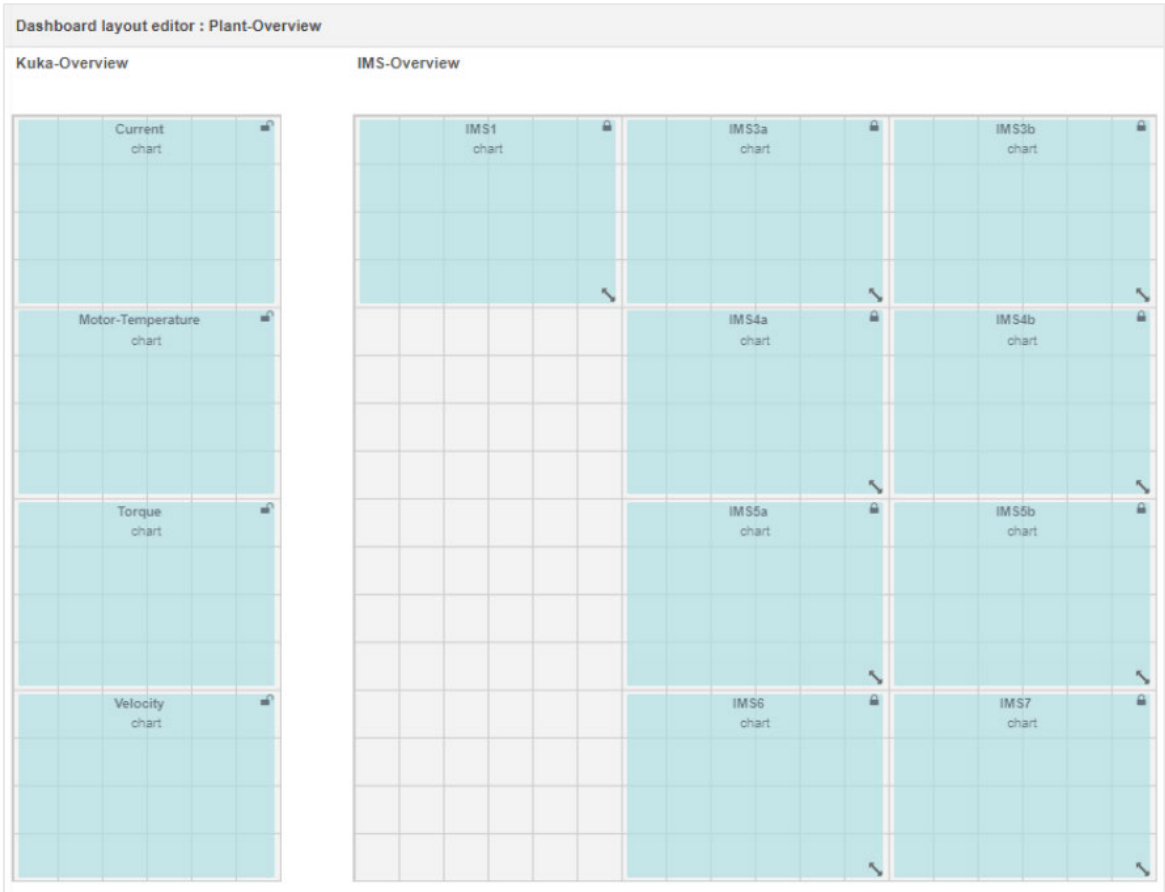 Dashboard layout editor : Plant-Overview
Kuka-Overview
IMS-Overview
Current
chart
Motor-Temperature
chart
Torque
chart
Velocity
chart
IMS1
chart
IMS3a
chart
IMS3b
chart
IMS4a
chart
IMS4b
chart
IMS5a
chart
IMS5b
chart
IMS6
chart
IMS7
chart